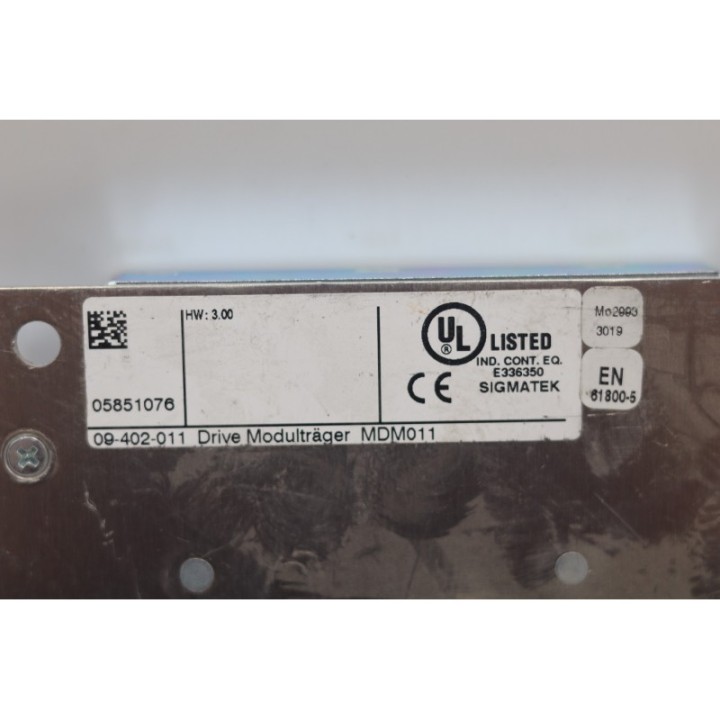 HW: 3.00
05851076
UL
®
LISTED
IND. CONT. EQ.
E336350
CE
SIGMATEK
09-402-011 Drive Modulträger MDM011
Mo2993
3019
EN
61800-5